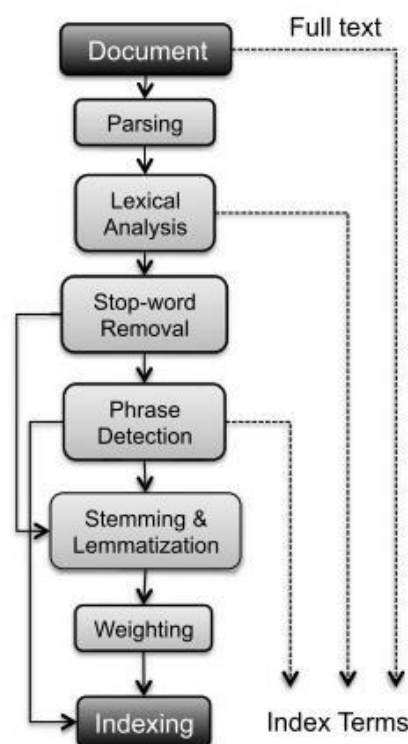 Full text
Document
Parsing
Lexical
Analysis
Stop-word
Removal
Phrase
Detection
Stemming &
Lemmatization
Weighting
Indexing
Index Terms